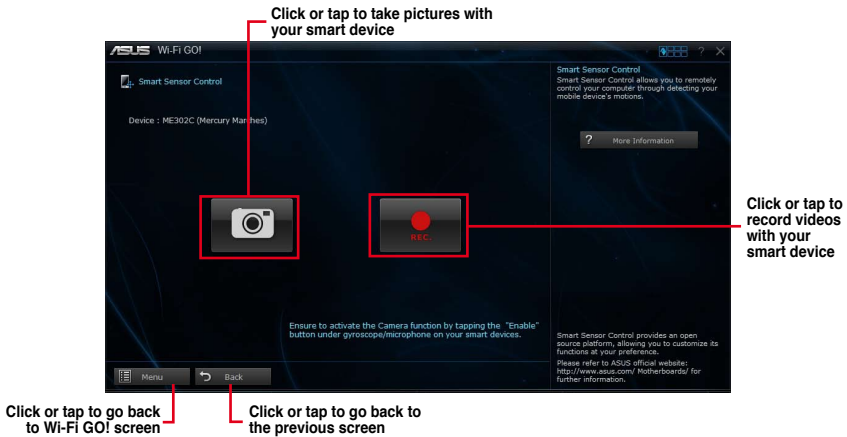 Click or tap to take pictures with
your smart device
ASUS Wi-Fi GO!
? X
Smart Sensor Control
Device : ME302C (Mercury Marthes)
REC.
Ensure to activate the Camera function by tapping the "Enable"
button under gyroscope/microphone on your smart devices.
Menu
Back
Smart Sensor Control
Smart Sensor Control allows you to remotely
control your computer through detecting your
mobile device's motions.
? More Information
Smart Sensor Control provides an open
source platform, allowing you to customize its
functions at your preference.
Please refer to ASUS official website:
http://www.asus.com/ Motherboards/ for
further information.
Click or tap to
record videos
with your
smart device
Click or tap to go back
to Wi-Fi GO! screen
Click or tap to go back to
the previous screen